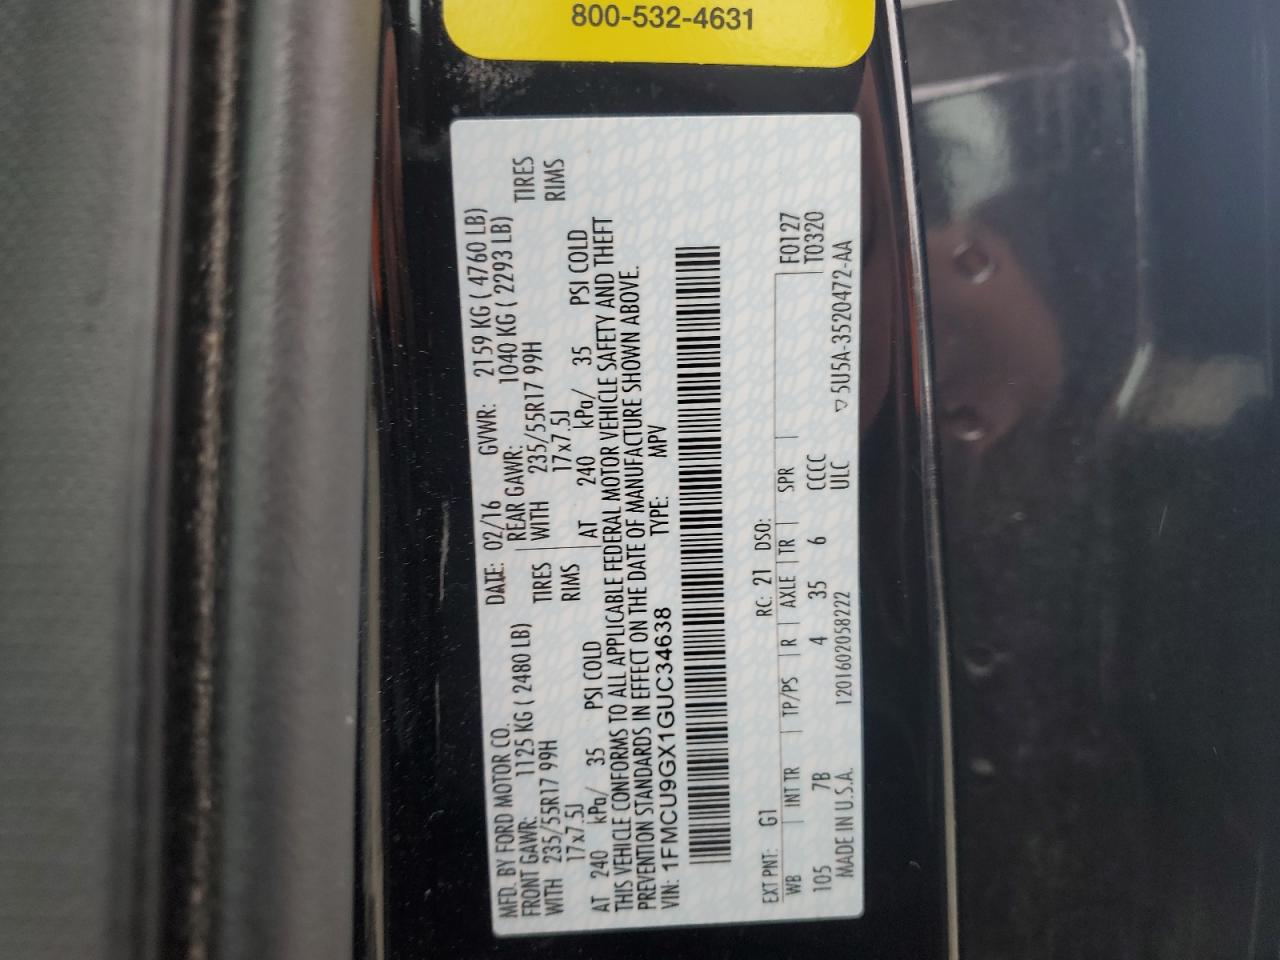 800-532-4631
MFD. BY FORD MOTOR CO. DATE: 02/16 GVWR: 2159 KG ( 4760 LB)
FRONT GAWR: 1125 KG ( 2480 LB) REAR GAWR: 1040 KG ( 2293 LB)
WITH 235/55R17 99H TIRES WITH 235/55R17 99H TIRES
17x7.5J RIMS 17x7.5J RIMS
AT 240 kPa/ 35 PSI COLD AT 240 kPa/ 35 PSI COLD
THIS VEHICLE CONFORMS TO ALL APPLICABLE FEDERAL MOTOR VEHICLE SAFETY AND THEFT
PREVENTION STANDARDS IN EFFECT ON THE DATE OF MANUFACTURE SHOWN ABOVE.
VIN: 1FMCU9GX1GUC34638 TYPE: MPV
EXT PNT: G1 RC: 21 DSO: F0127
WB | INT TR | TP/PS | R | AXLE | TR | SPR | T0320
105 7B 4 35 6 CCCC
MADE IN U.S.A. 1201602058222 ULC ▽ 5U5A-3520472-AA